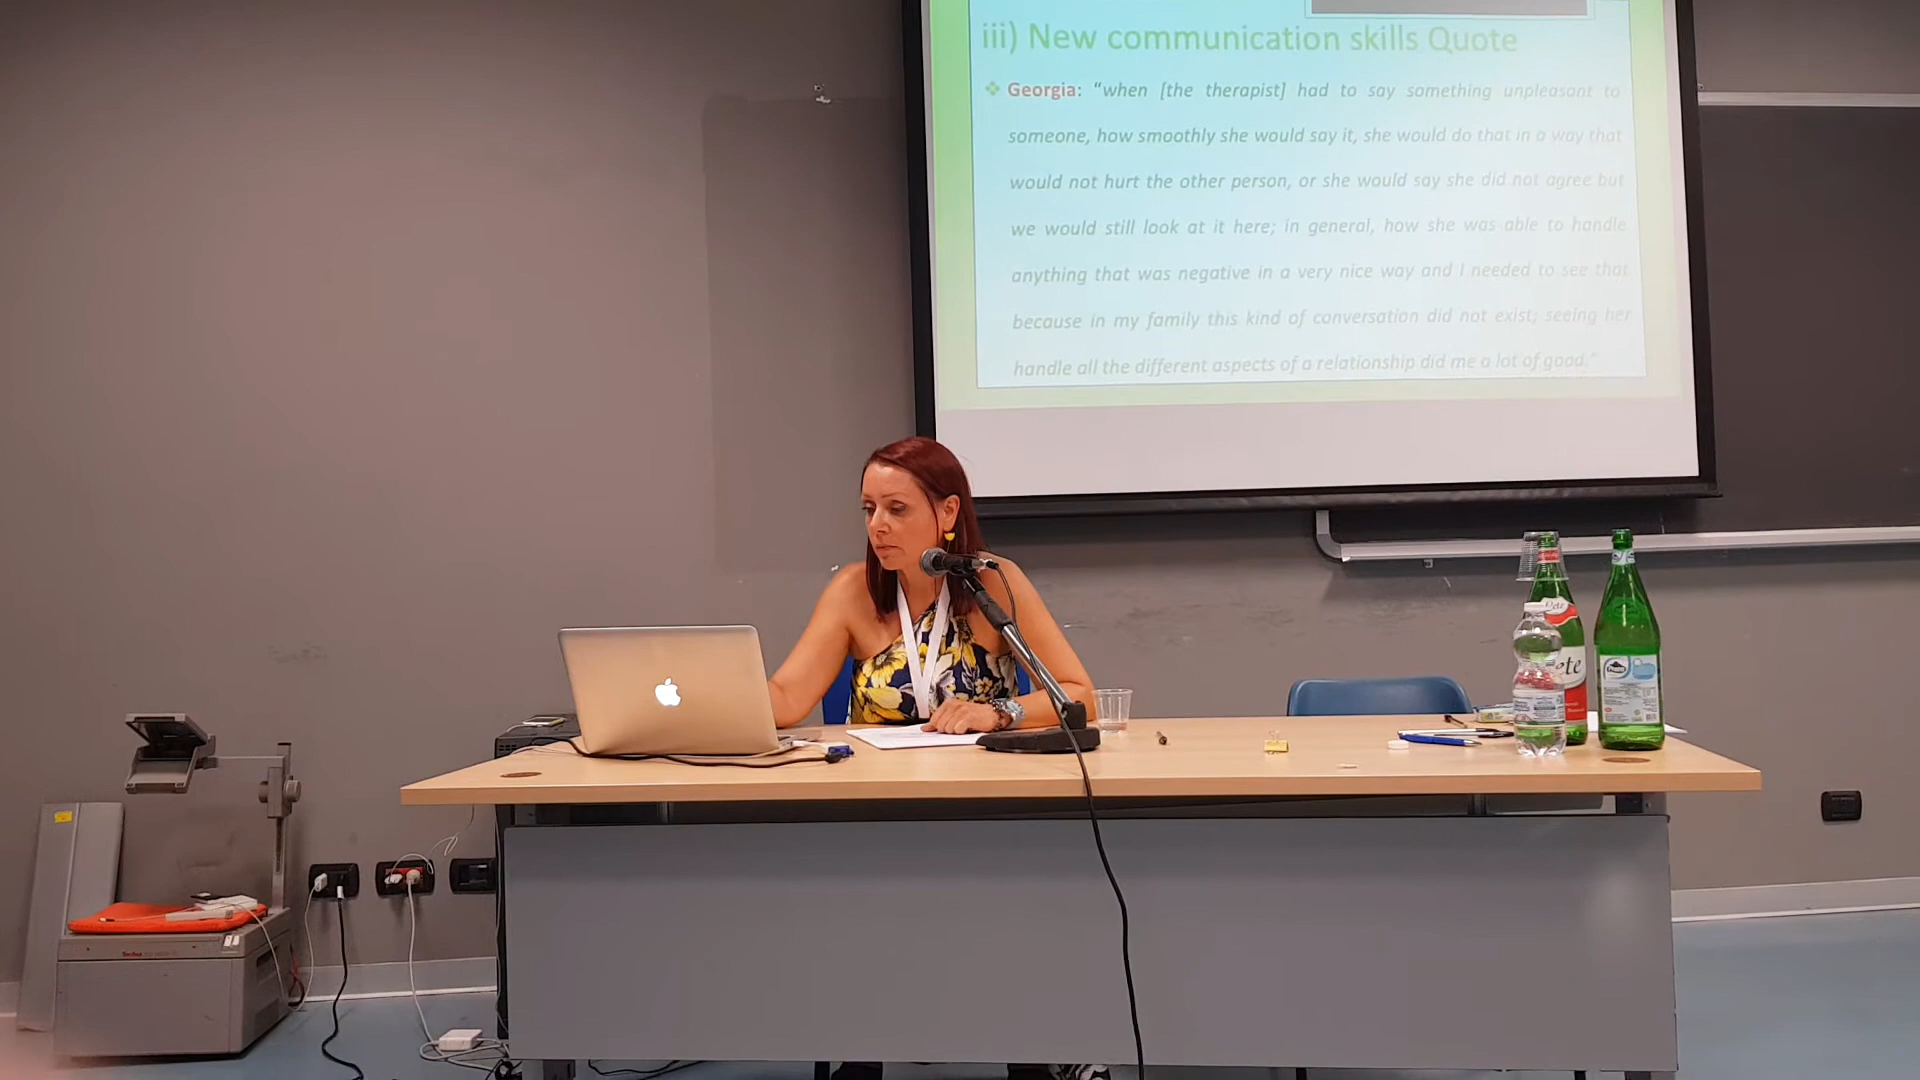 iii) New communication skills Quote
Georgia: “when [the therapist] had to say something unpleasant to
someone, how smoothly she would say it, she would do that in a way that
would not hurt the other person, or she would say she did not agree but
we would still look at it here; in general, how she was able to handle
anything that was negative in a very nice way and I needed to see that
because in my family this kind of conversation did not exist; seeing her
handle all the different aspects of a relationship did me a lot of good.”
ete